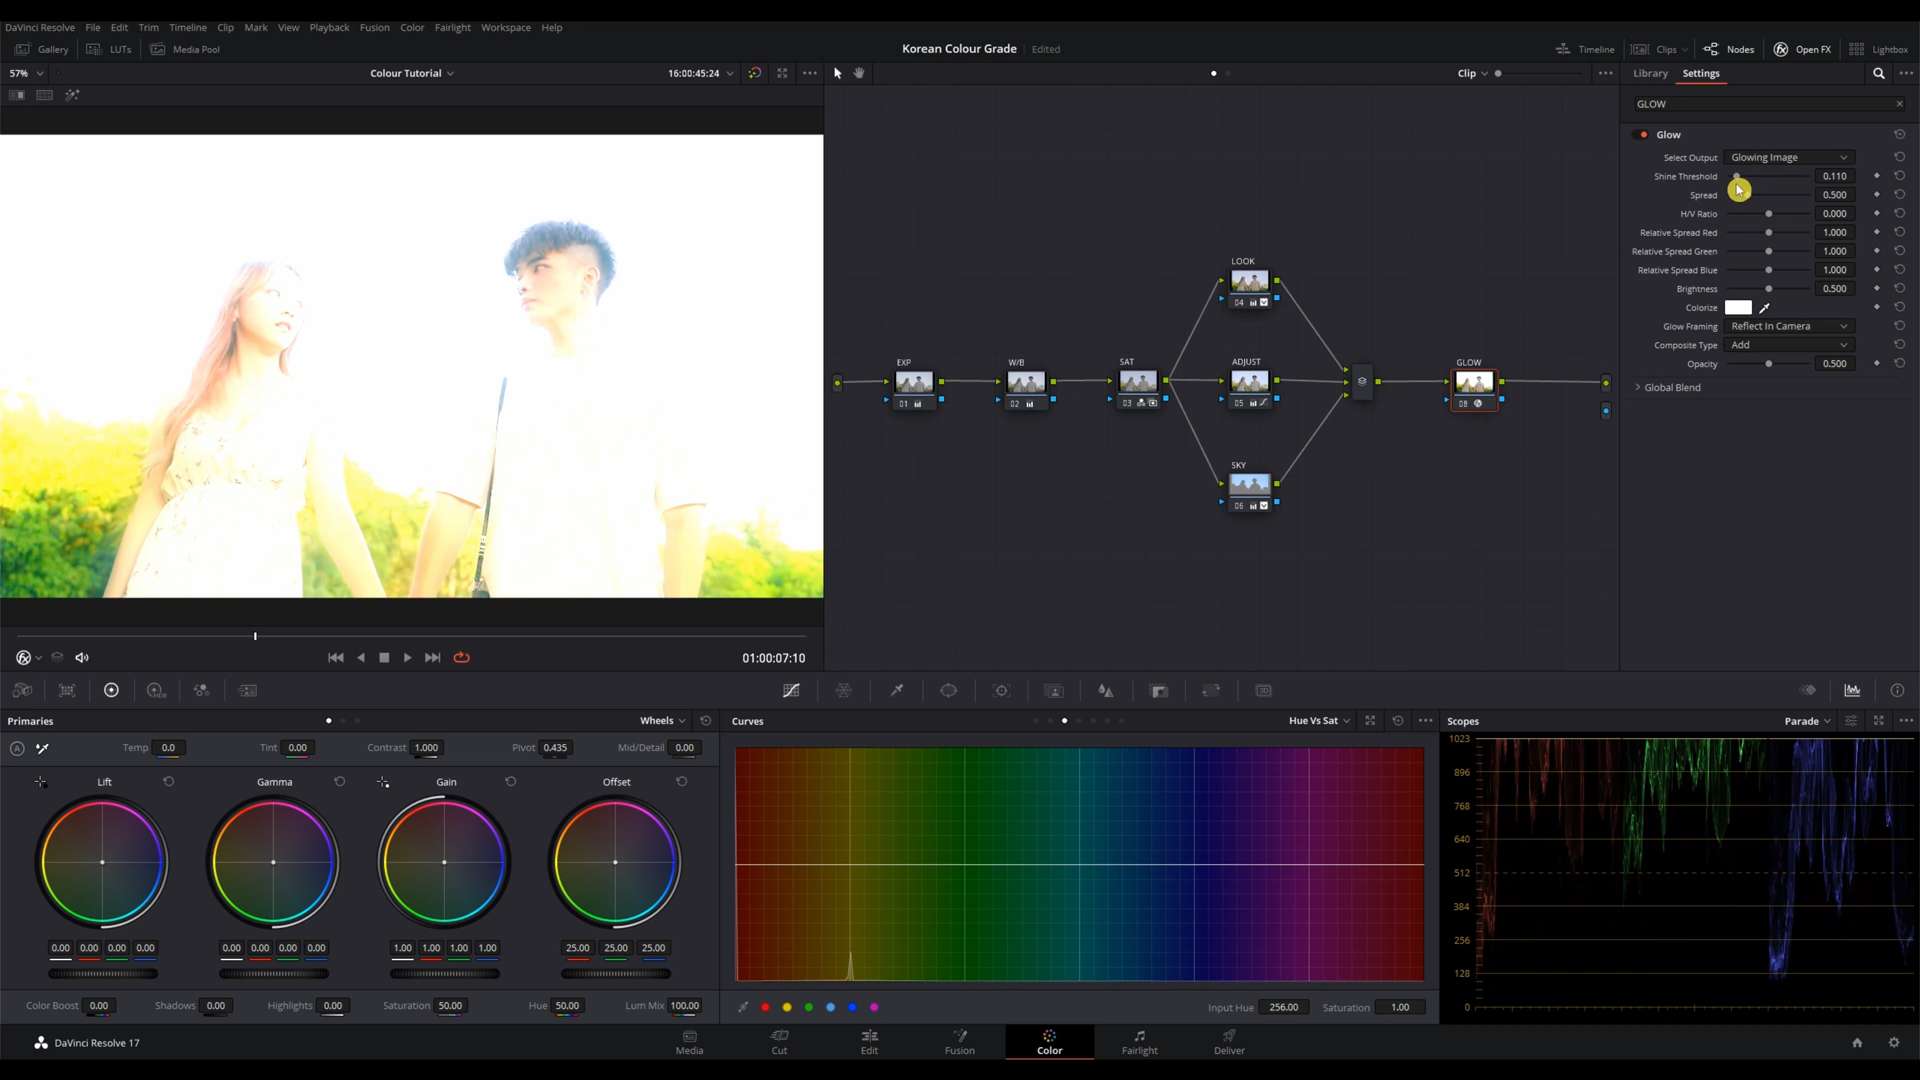 DaVinci Resolve File Edit Trim Timeline Clip Mark View Playback Fusion Color Fairlight Workspace Help
Gallery LUTs Media Pool Korean Colour Grade Edited Timeline Clips Nodes Open FX Lightbox
57% Colour Tutorial 16:00:45:24 Clip Library Settings
GLOW
Glow
Select Output Glowing Image
Shine Threshold 0.110
Spread 0.500
H/V Ratio 0.000
Relative Spread Red 1.000
Relative Spread Green 1.000
Relative Spread Blue 1.000
Brightness 0.500
Colorize
Glow Framing Reflect In Camera
Composite Type Add
Opacity 0.500
Global Blend
LOOK
04
EXP W/B SAT ADJUST GLOW
01 02 03 05 08
SKY
06
01:00:07:10
Primaries Wheels
Temp 0.0 Tint 0.00 Contrast 1.000 Pivot 0.435 Mid/Detail 0.00
Lift Gamma Gain Offset
0.00 0.00 0.00 0.00 0.00 0.00 0.00 0.00 1.00 1.00 1.00 1.00 25.00 25.00 25.00
Color Boost 0.00 Shadows 0.00 Highlights 0.00 Saturation 50.00 Hue 50.00 Lum Mix 100.00
Curves Hue Vs Sat
Input Hue 256.00 Saturation 1.00
Scopes Parade
1023
896
768
640
512
384
256
128
0
DaVinci Resolve 17 Media Cut Edit Fusion Color Fairlight Deliver